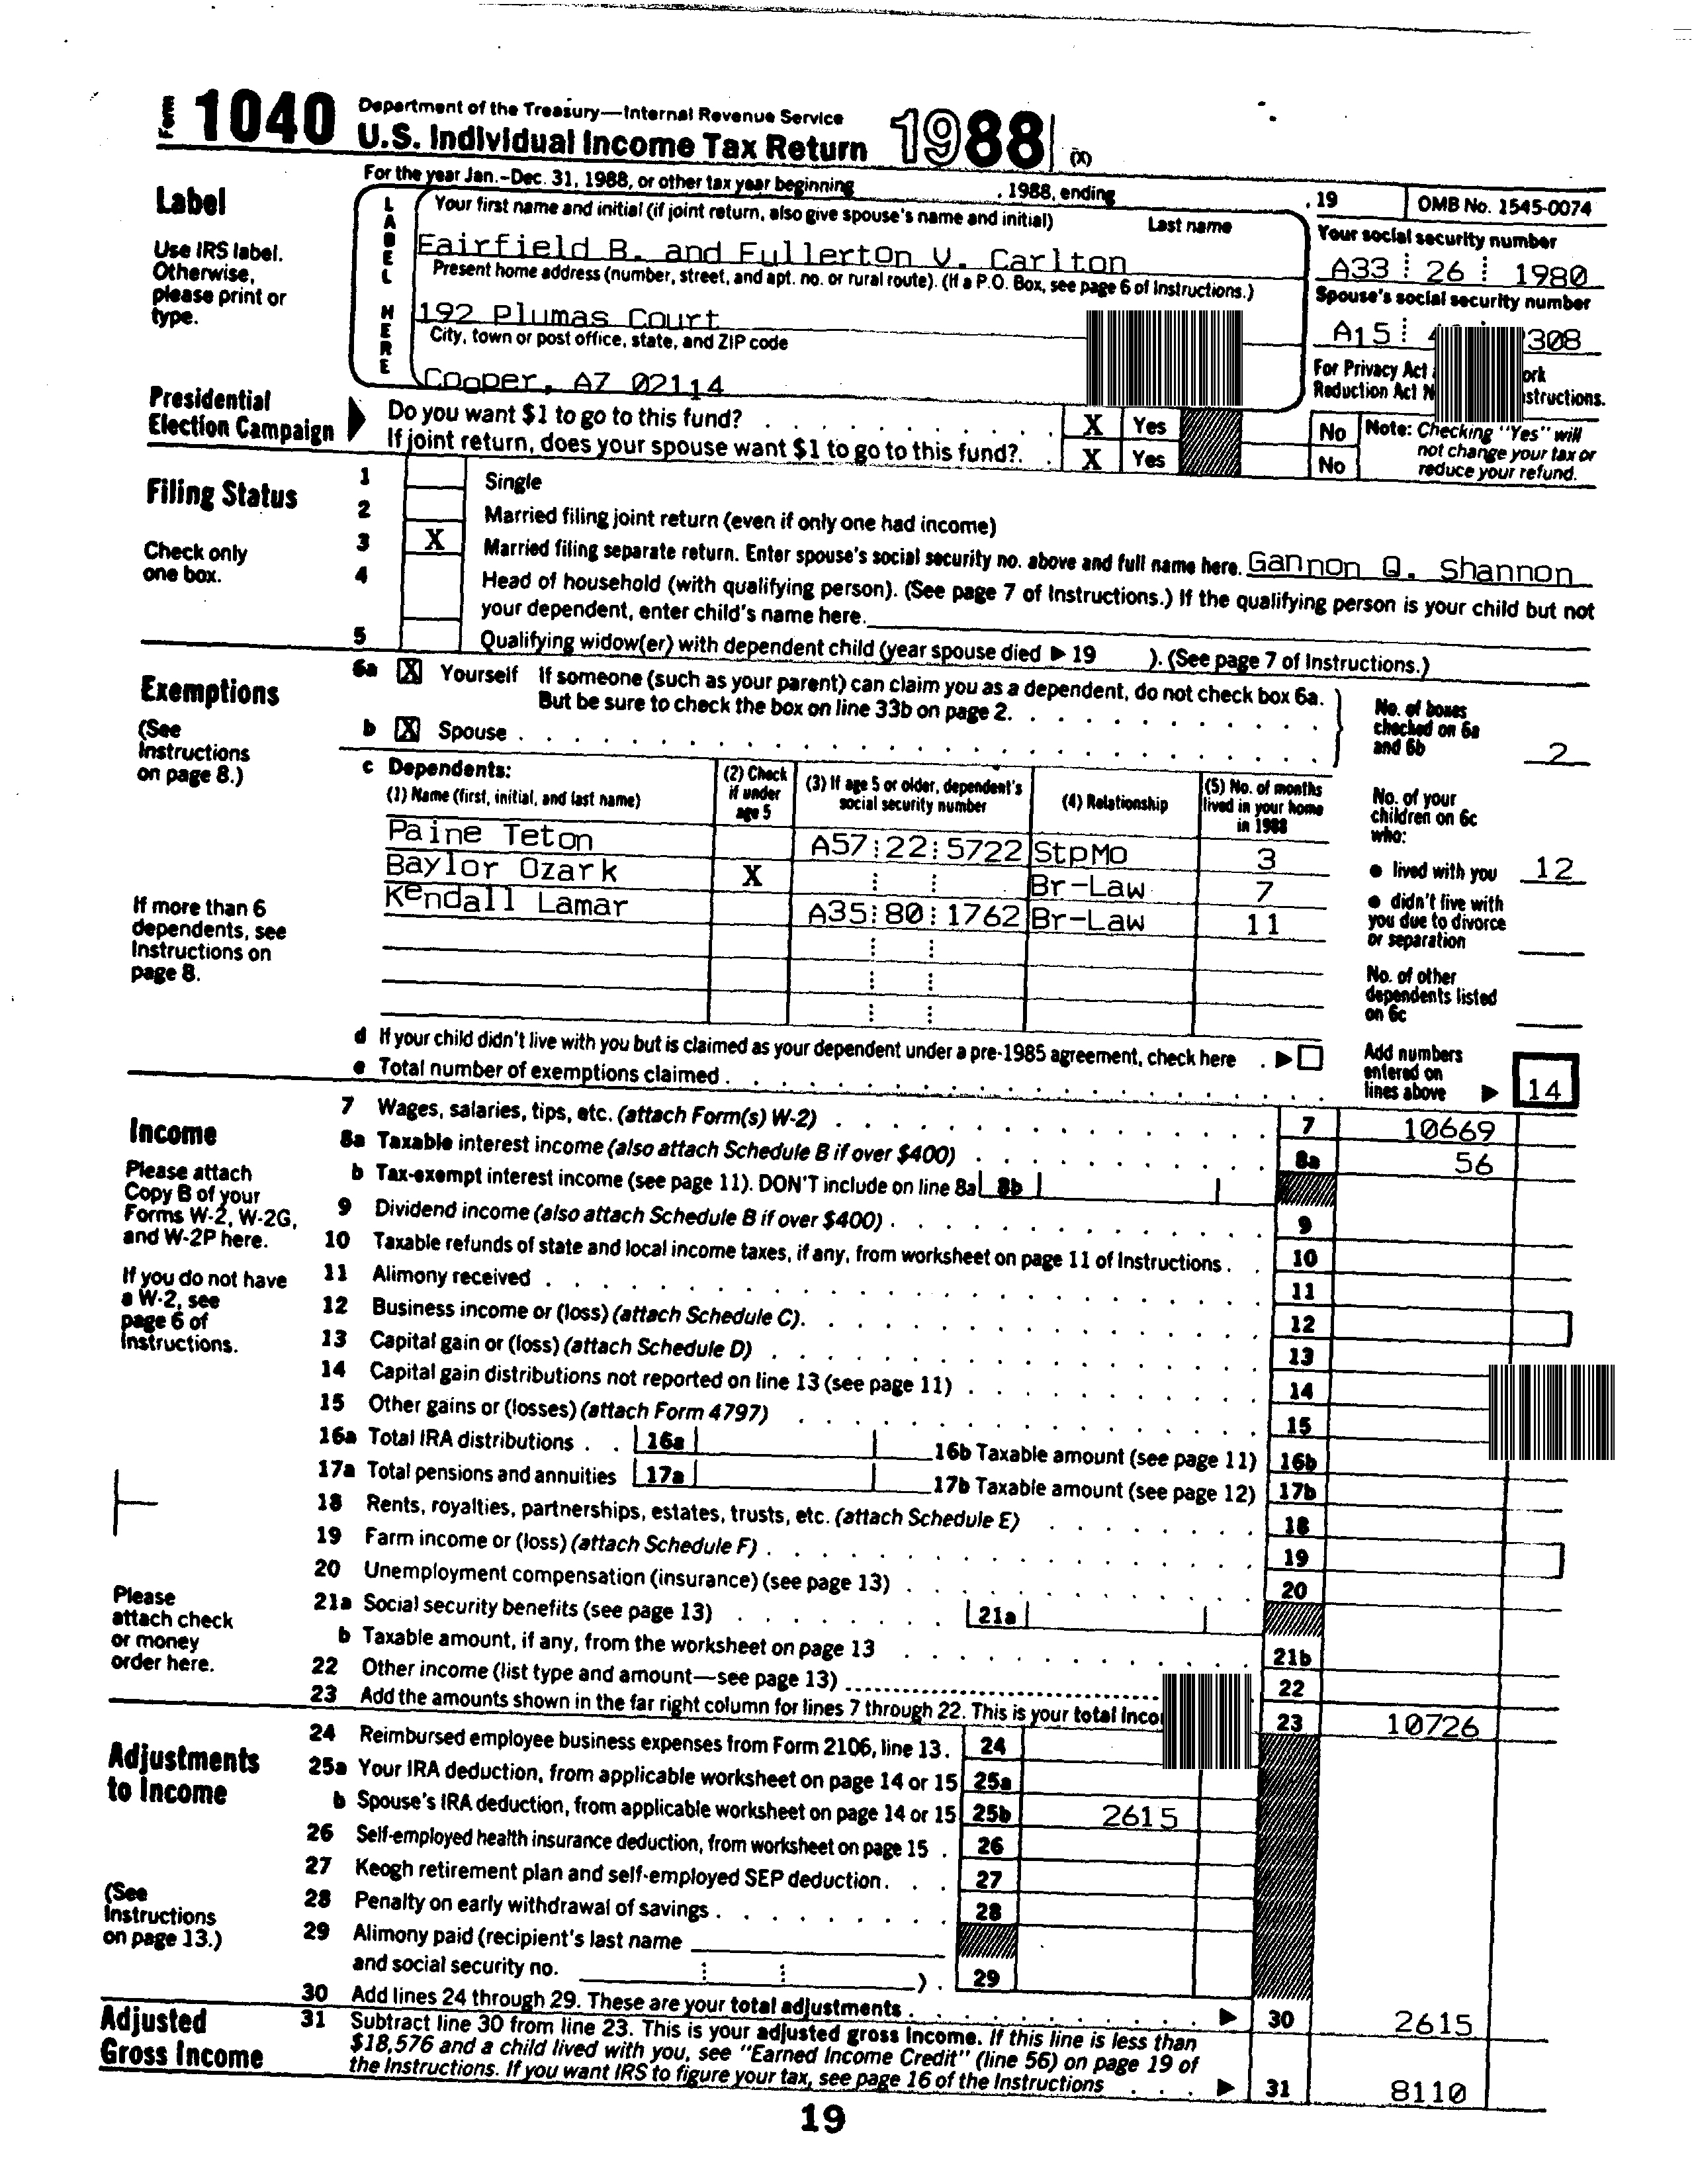 Form 1040 Department of the Treasury—Internal Revenue Service
U.S. Individual Income Tax Return 1988 (X)
For the year Jan.-Dec. 31, 1988, or other tax year beginning , 1988, ending , 19 OMB No. 1545-0074
Label
Use IRS label. Otherwise, please print or type.
LABEL HERE
Your first name and initial (if joint return, also give spouse's name and initial) Last name
Fairfield B. and Fullerton V. Carlton
Your social security number
A33 26 1980
Present home address (number, street, and apt. no. or rural route). (If a P.O. Box, see page 6 of Instructions.)
192 Plumas Court
Spouse's social security number
A15 308
City, town or post office, state, and ZIP code
Cooper, AZ 02114
For Privacy Act
Reduction Act
Presidential Election Campaign
Do you want $1 to go to this fund? X Yes No
If joint return, does your spouse want $1 to go to this fund?. X Yes No
Note: Checking "Yes" will not change your tax or reduce your refund.
Filing Status
Check only one box.
1 Single
2 Married filing joint return (even if only one had income)
3 X Married filing separate return. Enter spouse's social security no. above and full name here. Gannon Q. Shannon
4 Head of household (with qualifying person). (See page 7 of Instructions.) If the qualifying person is your child but not
your dependent, enter child's name here.
5 Qualifying widow(er) with dependent child (year spouse died ▶ 19 ). (See page 7 of Instructions.)
Exemptions
(See Instructions on page 8.)
6a X Yourself If someone (such as your parent) can claim you as a dependent, do not check box 6a.
But be sure to check the box on line 33b on page 2.
b X Spouse
No. of boxes checked on 6a and 6b 2
c Dependents:
(1) Name (first, initial, and last name) (2) Check if under age 5 (3) If age 5 or older, dependent's social security number (4) Relationship (5) No. of months lived in your home in 1988
Paine Teton A57 22 5722 StpMo 3
Baylor Ozark X Br-Law 7
Kendall Lamar A35 80 1762 Br-Law 11
No. of your children on 6c who:
• lived with you 12
• didn't live with you due to divorce or separation
No. of other dependents listed on 6c
If more than 6 dependents, see Instructions on page 8.
d If your child didn't live with you but is claimed as your dependent under a pre-1985 agreement, check here . ▶
e Total number of exemptions claimed
Add numbers entered on lines above ▶ 14
Income
Please attach Copy B of your Forms W-2, W-2G, and W-2P here.
If you do not have a W-2, see page 6 of Instructions.
Please attach check or money order here.
7 Wages, salaries, tips, etc. (attach Form(s) W-2) 7 10669
8a Taxable interest income (also attach Schedule B if over $400) 8a 56
b Tax-exempt interest income (see page 11). DON'T include on line 8a 8b
9 Dividend income (also attach Schedule B if over $400) 9
10 Taxable refunds of state and local income taxes, if any, from worksheet on page 11 of Instructions 10
11 Alimony received 11
12 Business income or (loss) (attach Schedule C). 12
13 Capital gain or (loss) (attach Schedule D) 13
14 Capital gain distributions not reported on line 13 (see page 11) 14
15 Other gains or (losses) (attach Form 4797) 15
16a Total IRA distributions 16a 16b Taxable amount (see page 11) 16b
17a Total pensions and annuities 17a 17b Taxable amount (see page 12) 17b
18 Rents, royalties, partnerships, estates, trusts, etc. (attach Schedule E) 18
19 Farm income or (loss) (attach Schedule F) 19
20 Unemployment compensation (insurance) (see page 13) 20
21a Social security benefits (see page 13) 21a
b Taxable amount, if any, from the worksheet on page 13 21b
22 Other income (list type and amount—see page 13) 22
23 Add the amounts shown in the far right column for lines 7 through 22. This is your total 23 10726
Adjustments to Income
(See Instructions on page 13.)
24 Reimbursed employee business expenses from Form 2106, line 13. 24
25a Your IRA deduction, from applicable worksheet on page 14 or 15 25a
b Spouse's IRA deduction, from applicable worksheet on page 14 or 15 25b 2615
26 Self-employed health insurance deduction, from worksheet on page 15 26
27 Keogh retirement plan and self-employed SEP deduction 27
28 Penalty on early withdrawal of savings 28
29 Alimony paid (recipient's last name
and social security no. ) . 29
30 Add lines 24 through 29. These are your total adjustments ▶ 30 2615
Adjusted Gross Income
31 Subtract line 30 from line 23. This is your adjusted gross income. If this line is less than
$18,576 and a child lived with you, see "Earned Income Credit" (line 56) on page 19 of
the Instructions. If you want IRS to figure your tax, see page 16 of the Instructions ▶ 31 8110
19